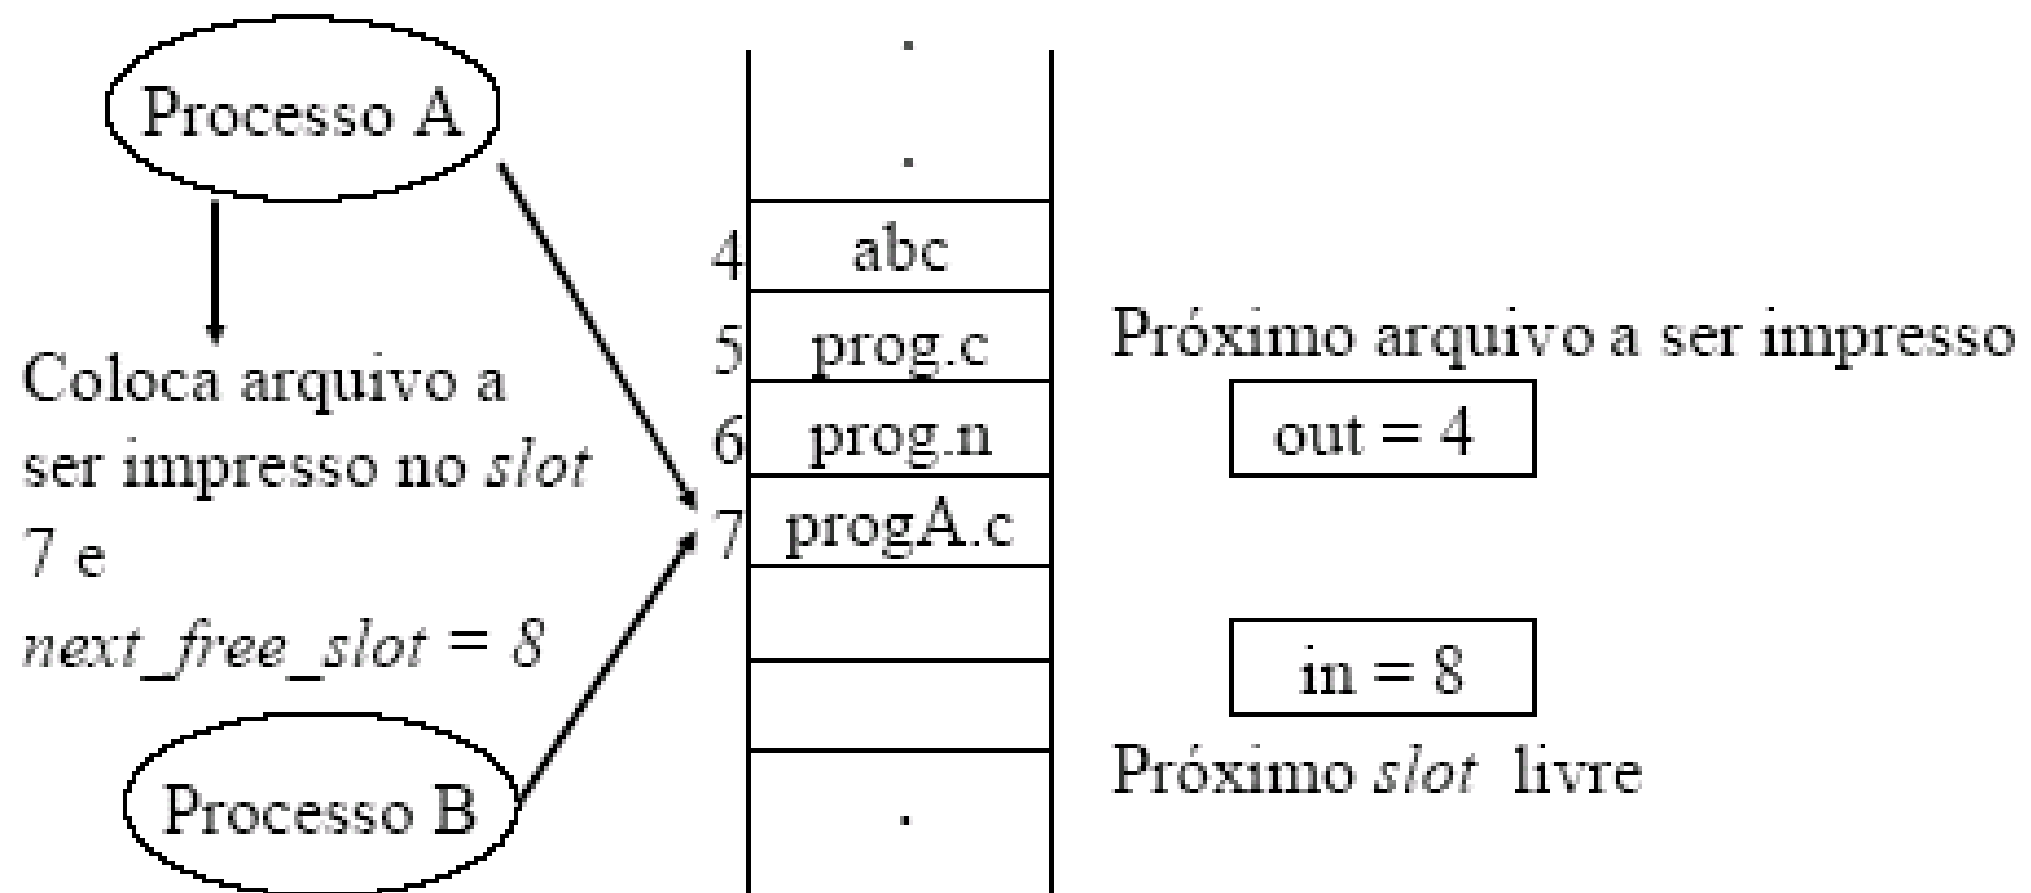 Processo A
Coloca arquivo a
ser impresso no slot
7 e
next_free_slot = 8
Processo B
4 abc
5 prog.c
6 prog.n
7 progA.c
Próximo arquivo a ser impresso
out = 4
in = 8
Próximo slot livre